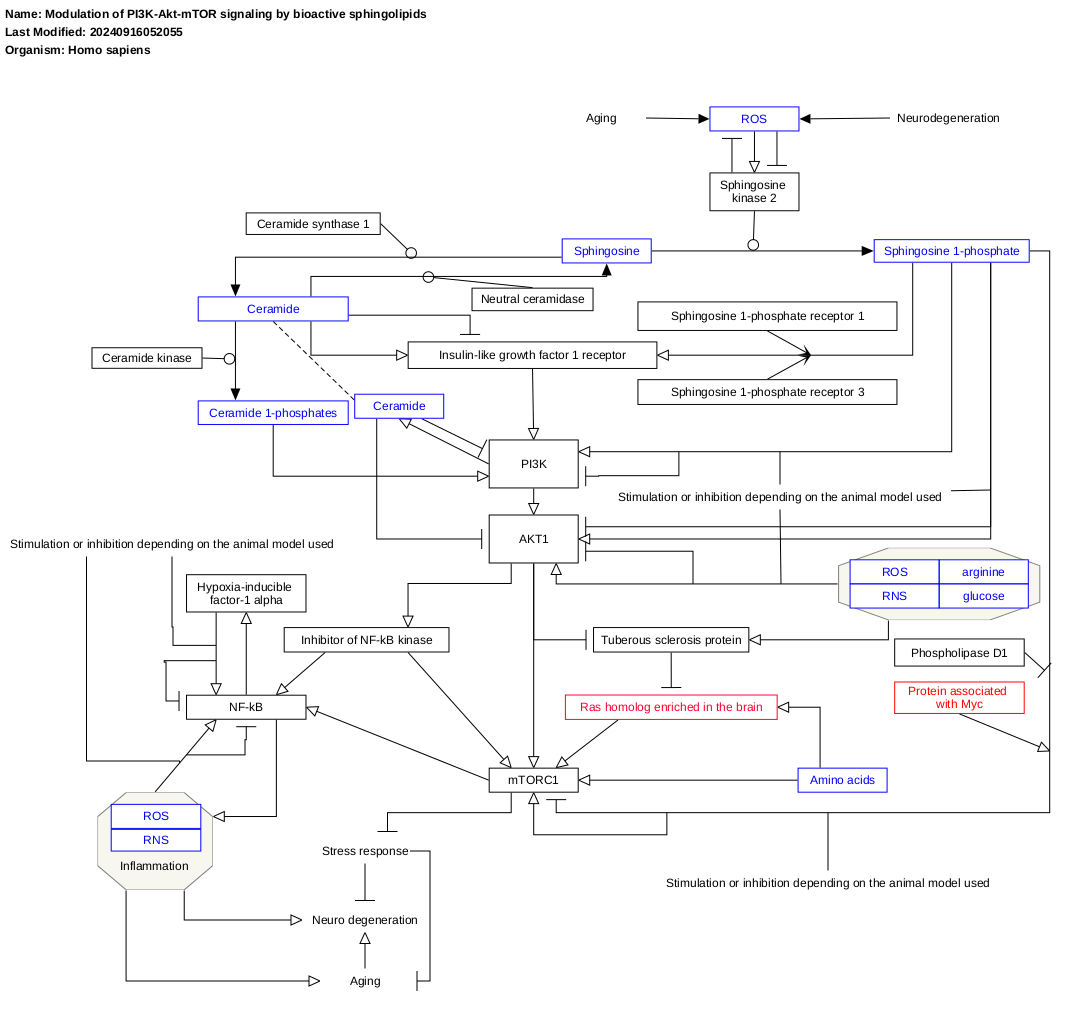 Name: Modulation of PI3K-Akt-mTOR signaling by bioactive sphingolipids
Last Modified: 20240916052055
Organism: Homo sapiens
Aging
ROS
Neurodegeneration
Sphingosine
kinase 2
Ceramide synthase 1
Sphingosine
Sphingosine 1-phosphate
Neutral ceramidase
Ceramide
Sphingosine 1-phosphate receptor 1
Ceramide kinase
Insulin-like growth factor 1 receptor
Sphingosine 1-phosphate receptor 3
Ceramide 1-phosphates
Ceramide
PI3K
Stimulation or inhibition depending on the animal model used
AKT1
Stimulation or inhibition depending on the animal model used
ROS
arginine
RNS
glucose
Hypoxia-inducible
factor-1 alpha
Inhibitor of NF-kB kinase
Tuberous sclerosis protein
Phospholipase D1
Protein associated
with Myc
NF-kB
Ras homolog enriched in the brain
mTORC1
Amino acids
ROS
RNS
Inflammation
Stress response
Stimulation or inhibition depending on the animal model used
Neuro degeneration
Aging